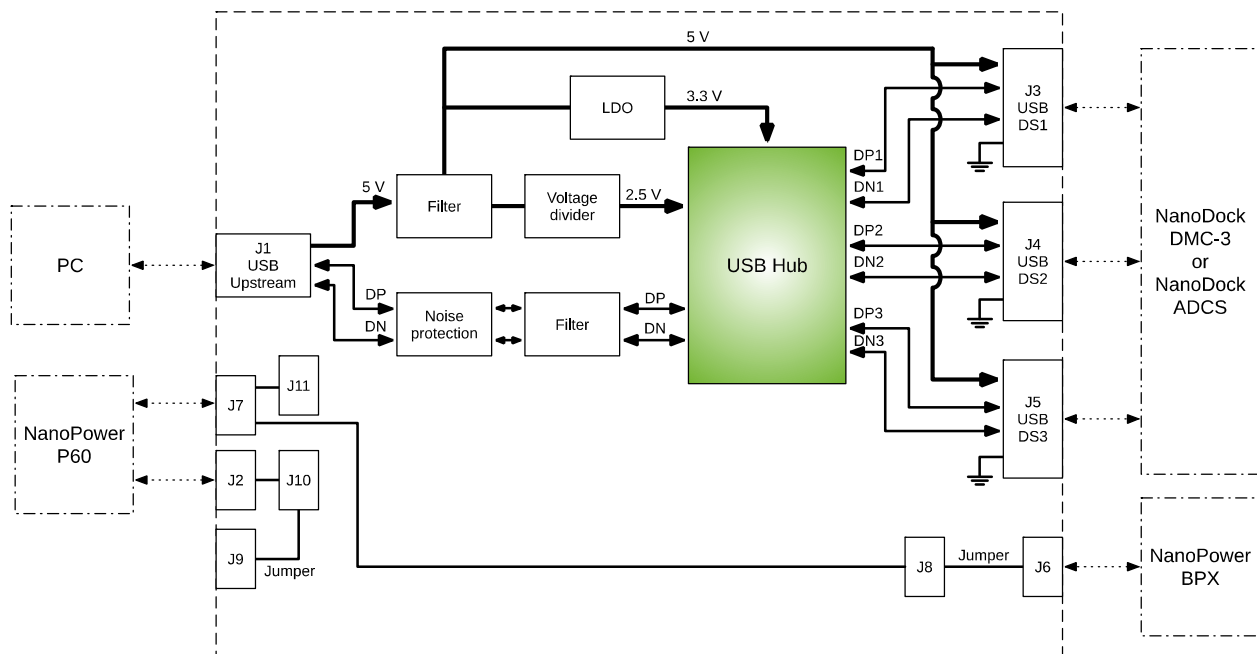 5 V
LDO
3.3 V
J3
USB
DS1
DP1
DN1
5 V
Filter
Voltage
divider
2.5 V
PC
J1
USB
Upstream
USB Hub
DP2
DN2
J4
USB
DS2
NanoDock
DMC-3
or
NanoDock
ADCS
DP
DN
Noise
protection
Filter
DP
DN
DP3
DN3
J5
USB
DS3
J11
J7
NanoPower
P60
J2
J10
J9
Jumper
J8
Jumper
J6
NanoPower
BPX